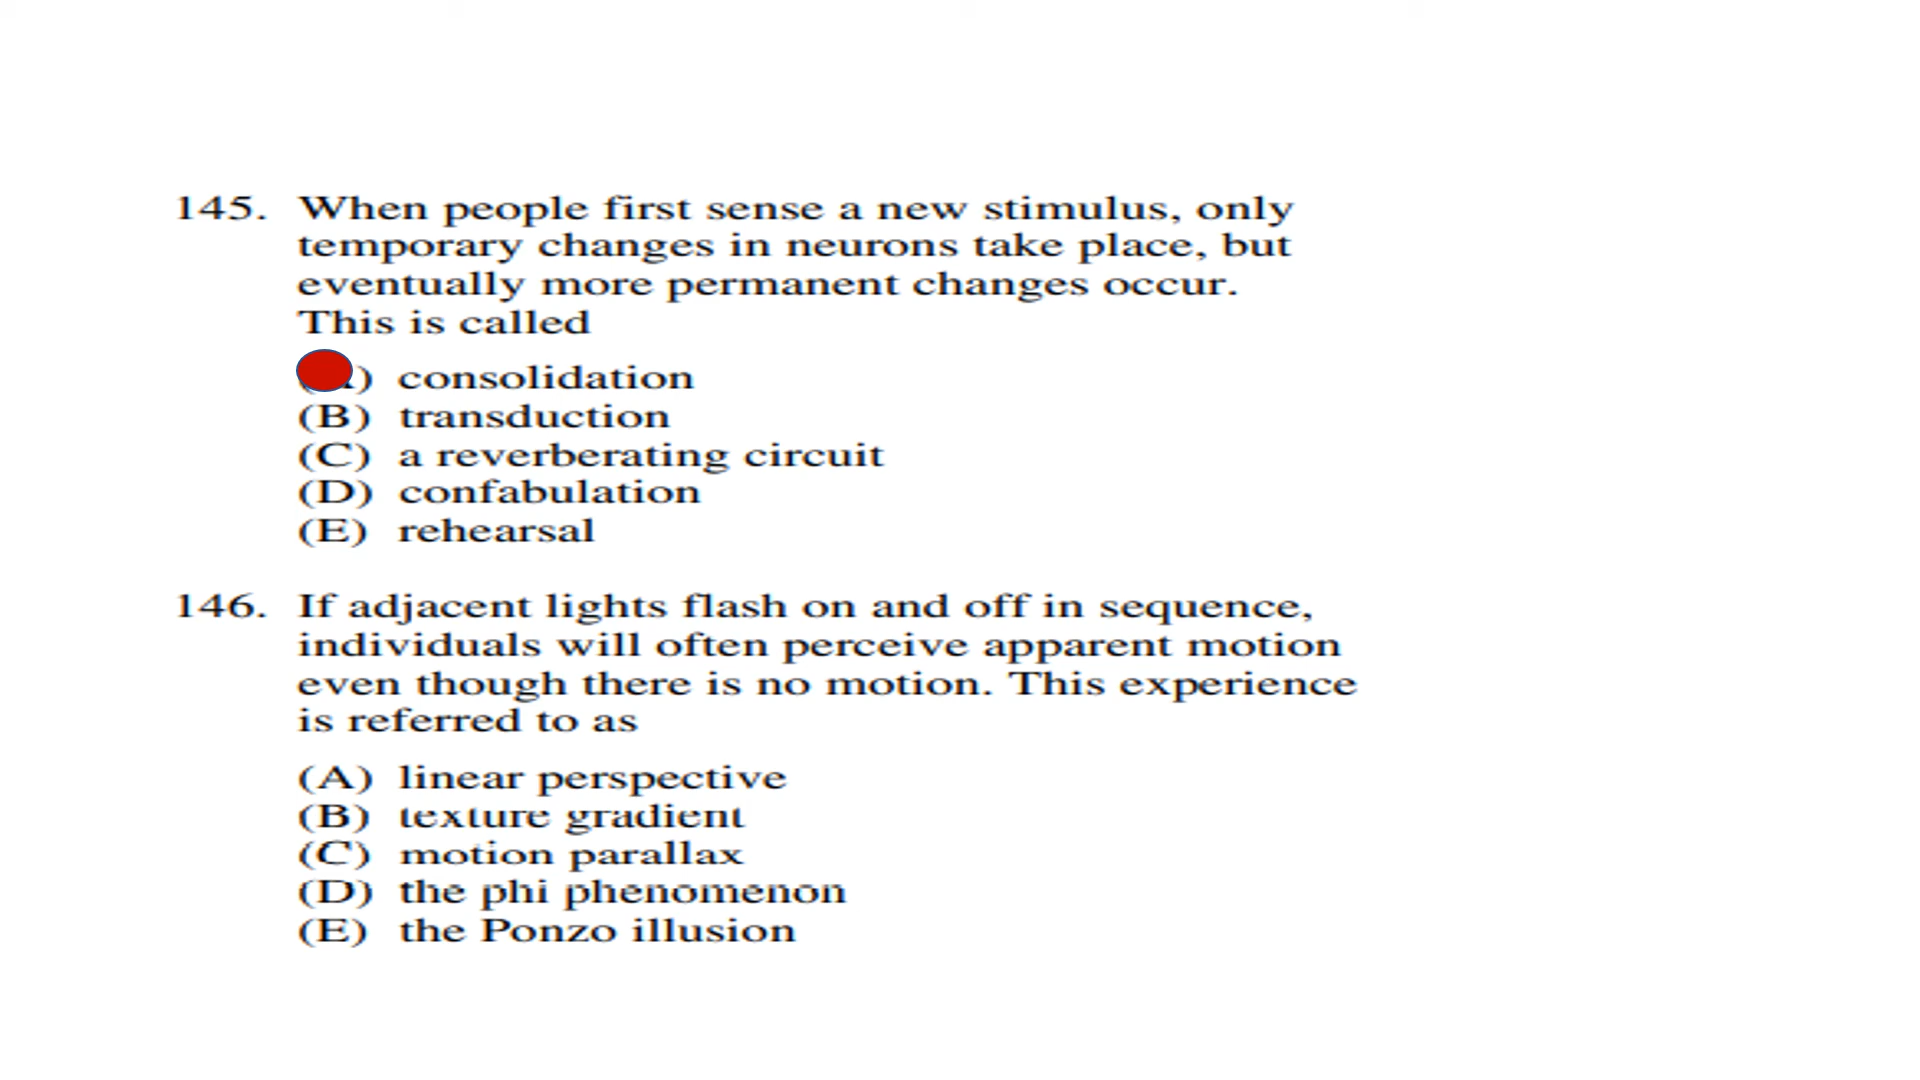 145. When people first sense a new stimulus, only
temporary changes in neurons take place, but
eventually more permanent changes occur.
This is called
) consolidation
(B) transduction
(C) a reverberating circuit
(D) confabulation
(E) rehearsal
146. If adjacent lights flash on and off in sequence,
individuals will often perceive apparent motion
even though there is no motion. This experience
is referred to as
(A) linear perspective
(B) texture gradient
(C) motion parallax
(D) the phi phenomenon
(E) the Ponzo illusion